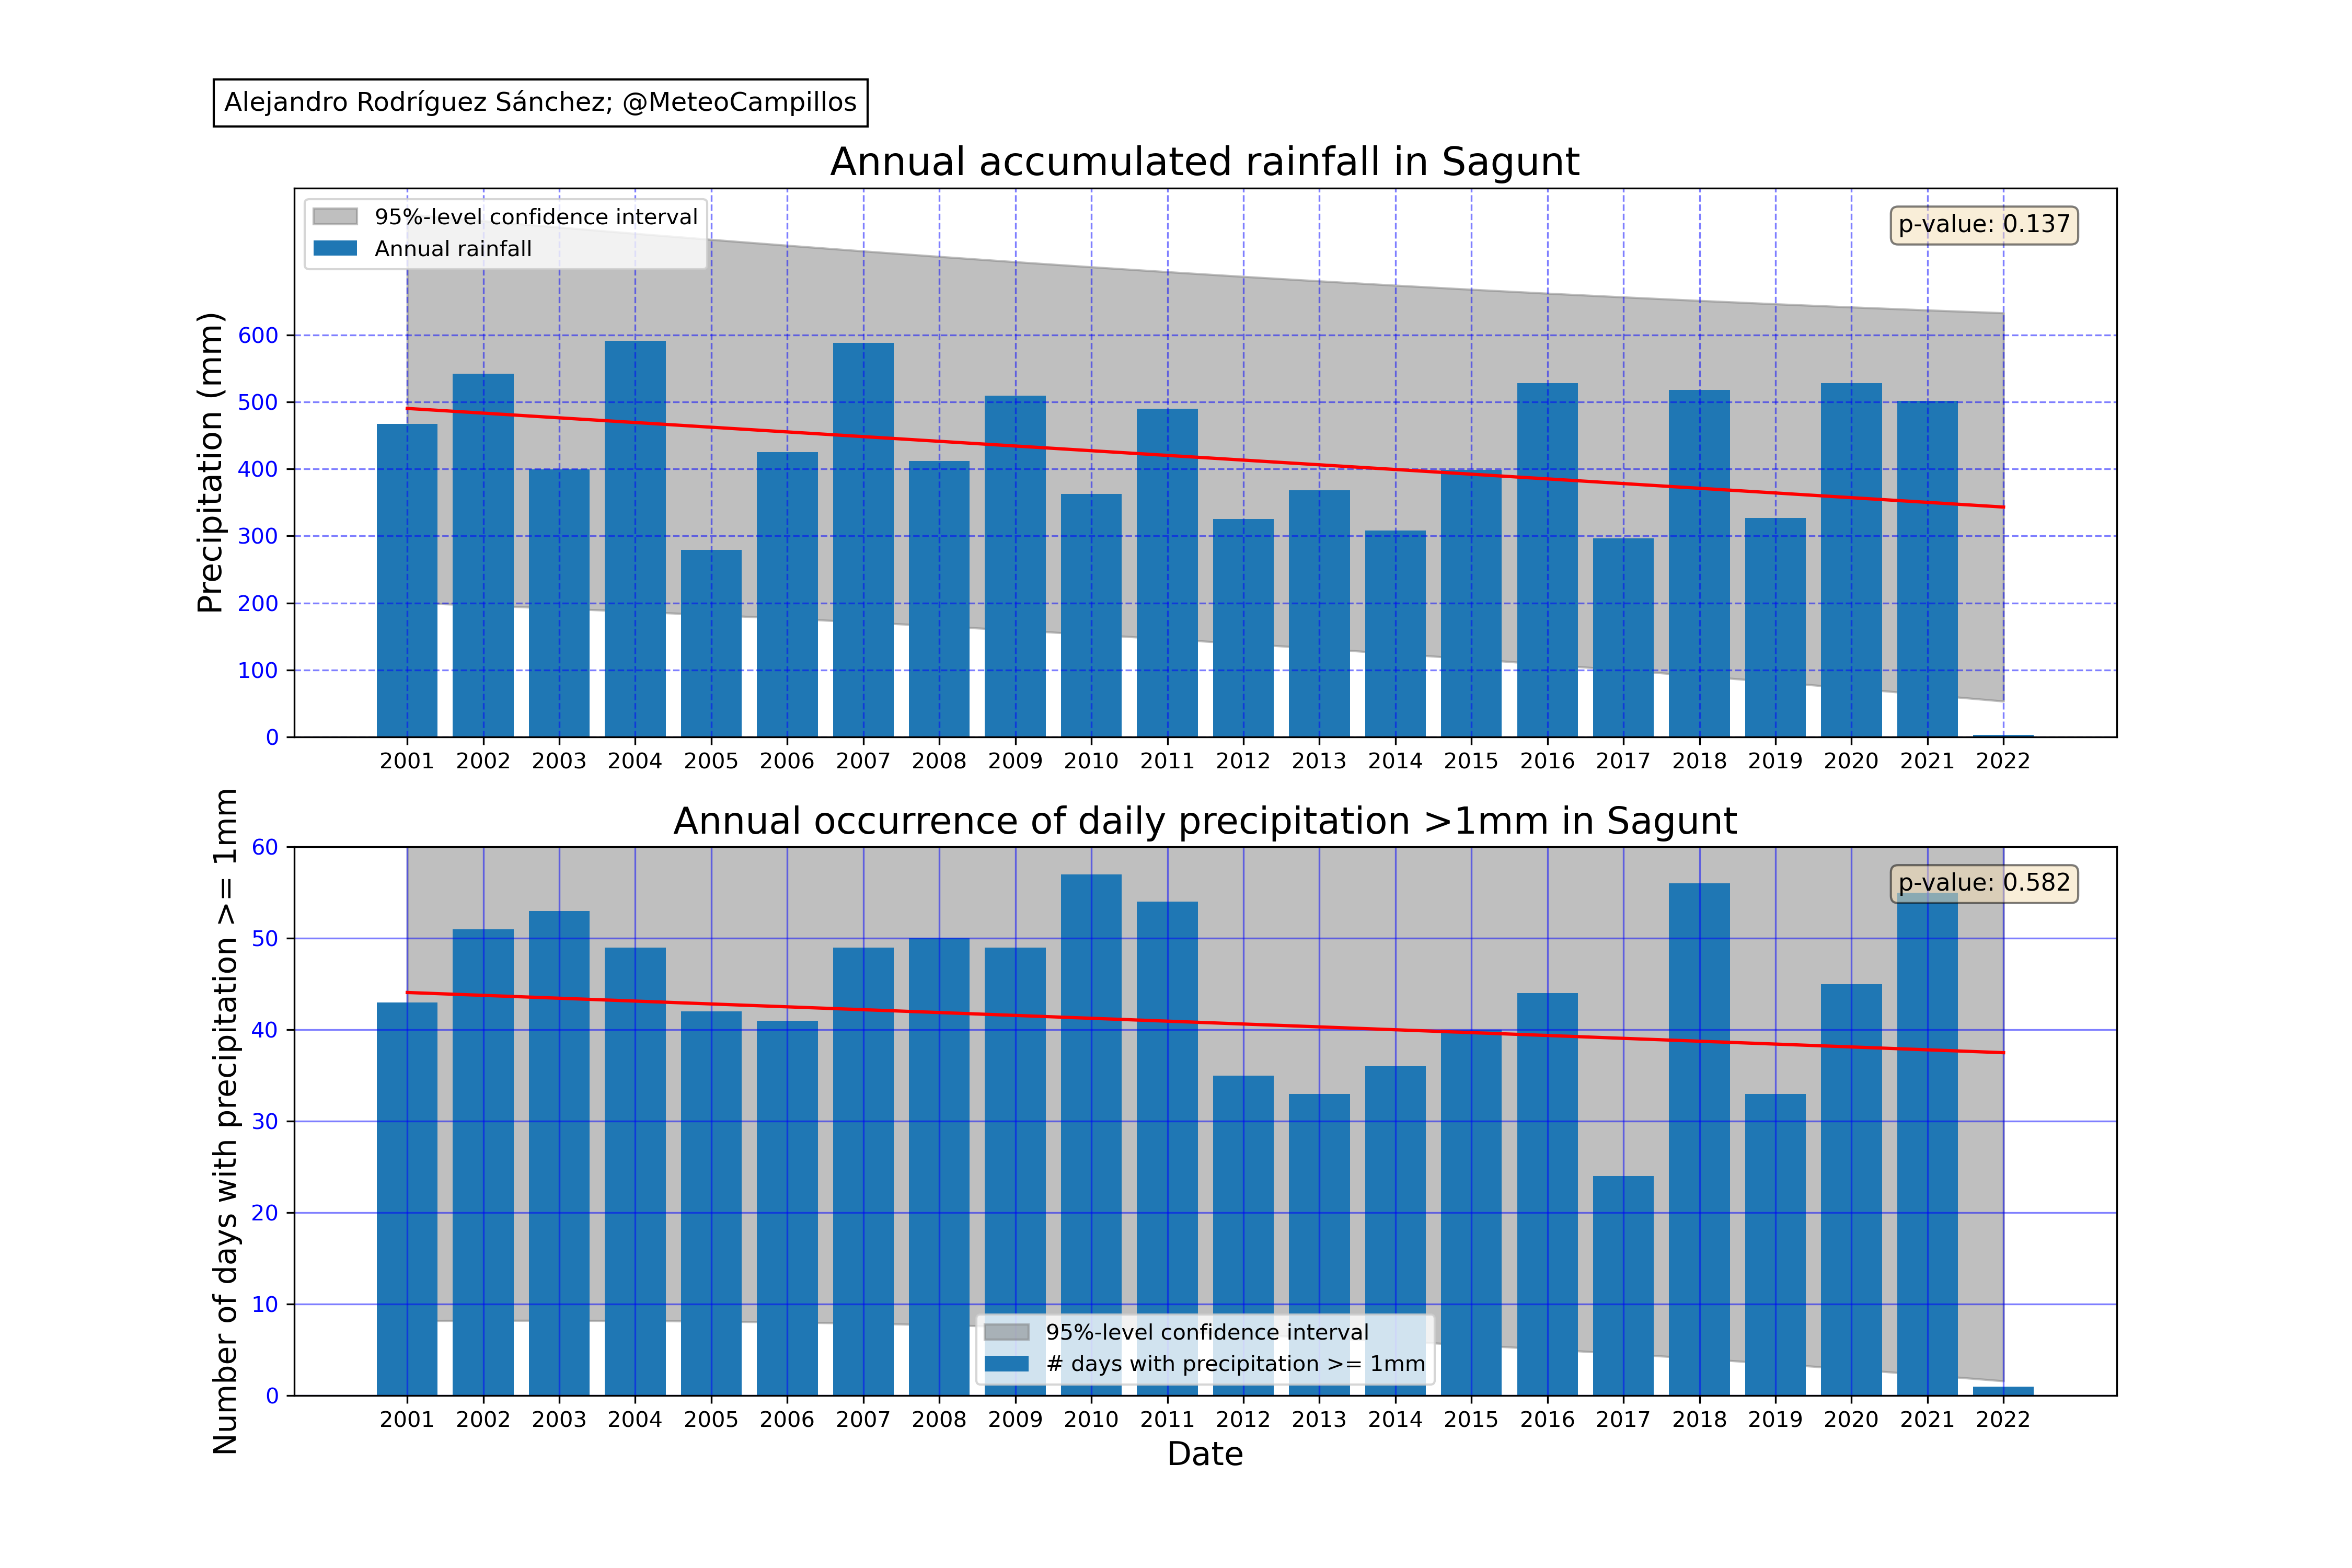 Alejandro Rodríguez Sánchez; @MeteoCampillos
Annual accumulated rainfall in Sagunt
95%-level confidence interval
Annual rainfall
p-value: 0.137
Precipitation (mm)
600
500
400
300
200
100
0
2001 2002 2003 2004 2005 2006 2007 2008 2009 2010 2011 2012 2013 2014 2015 2016 2017 2018 2019 2020 2021 2022
Annual occurrence of daily precipitation >1mm in Sagunt
p-value: 0.582
Number of days with precipitation >= 1mm
60
50
40
30
20
10
0
95%-level confidence interval
# days with precipitation >= 1mm
2001 2002 2003 2004 2005 2006 2007 2008 2009 2010 2011 2012 2013 2014 2015 2016 2017 2018 2019 2020 2021 2022
Date